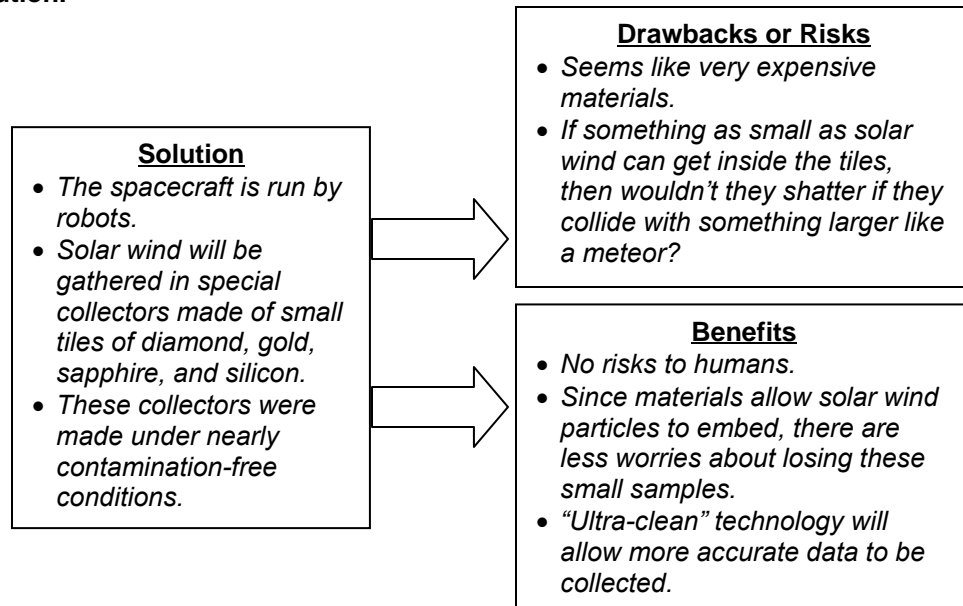 ution.
Solution
• The spacecraft is run by
robots.
• Solar wind will be
gathered in special
collectors made of small
tiles of diamond, gold,
sapphire, and silicon.
• These collectors were
made under nearly
contamination-free
conditions.
Drawbacks or Risks
• Seems like very expensive
materials.
• If something as small as solar
wind can get inside the tiles,
then wouldn’t they shatter if they
collide with something larger like
a meteor?
Benefits
• No risks to humans.
• Since materials allow solar wind
particles to embed, there are
less worries about losing these
small samples.
• “Ultra-clean” technology will
allow more accurate data to be
collected.